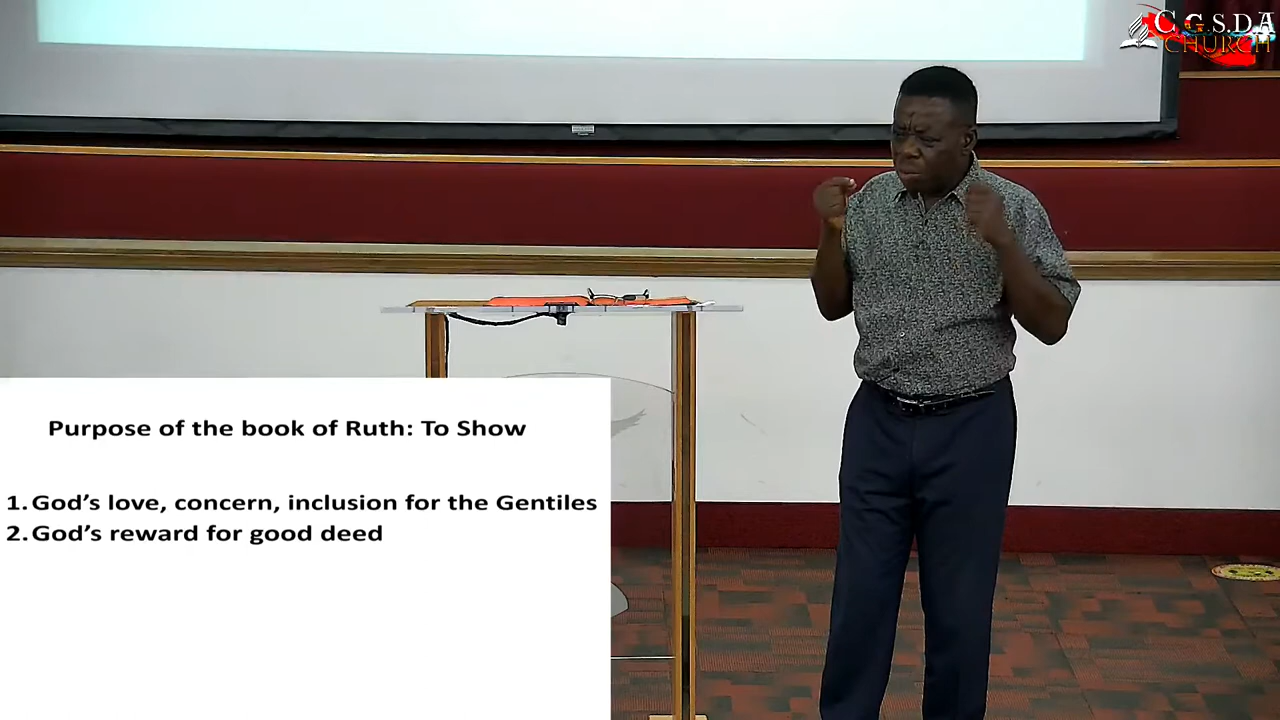 C.G.S.D.A
CHURCH
Purpose of the book of Ruth: To Show
1. God's love, concern, inclusion for the Gentiles
2. God's reward for good deed